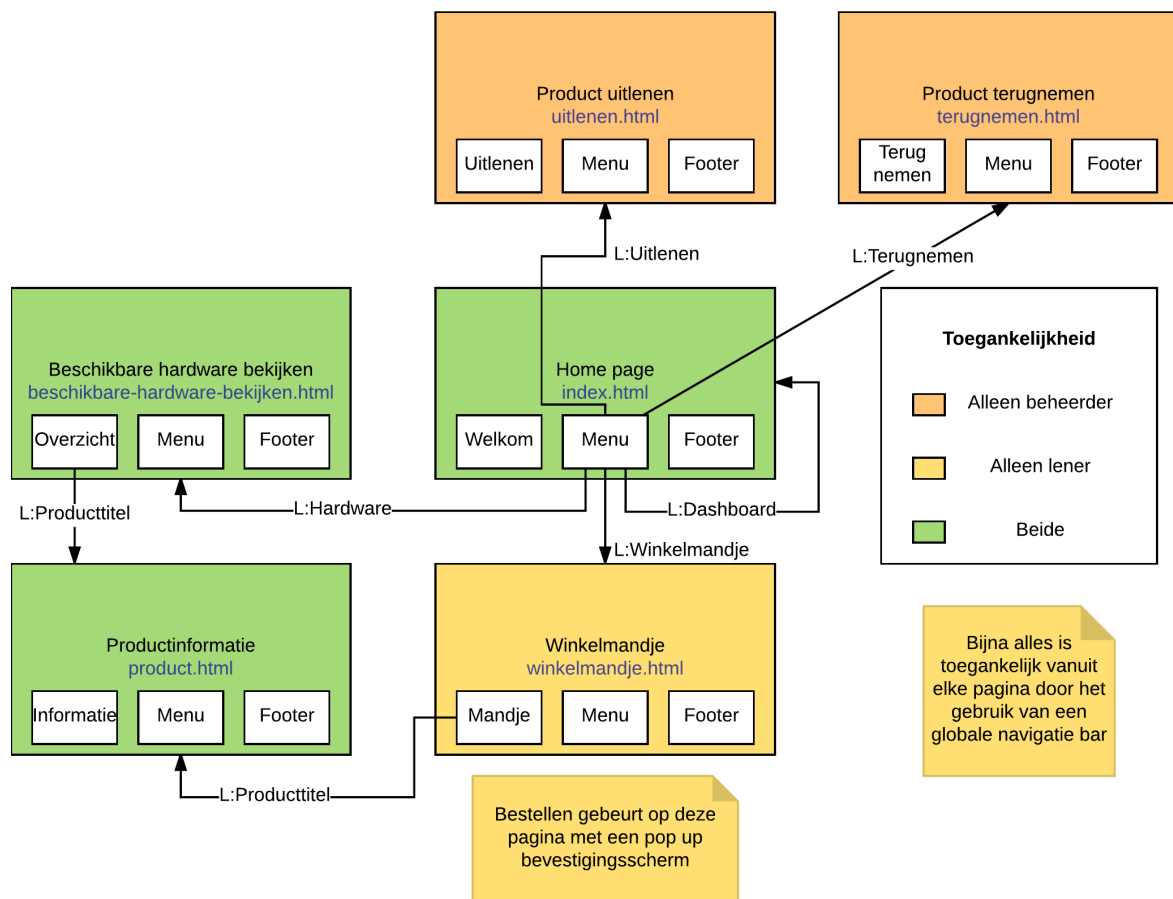 Product uitlenen
uitlenen.html
Uitlenen
Menu
Footer
Product terugnemen
terugnemen.html
Terug
nemen
Menu
Footer
L:Uitlenen
L:Terugnemen
Beschikbare hardware bekijken
beschikbare-hardware-bekijken.html
Overzicht
Menu
Footer
Home page
index.html
Welkom
Menu
Footer
Toegankelijkheid
Alleen beheerder
Alleen lener
Beide
L:Producttitel
L:Hardware
L:Dashboard
L:Winkelmandje
Productinformatie
product.html
Informatie
Menu
Footer
Winkelmandje
winkelmandje.html
Mandje
Menu
Footer
Bijna alles is
toegankelijk vanuit
elke pagina door het
gebruik van een
globale navigatie bar
L:Producttitel
Bestellen gebeurt op deze
pagina met een pop up
bevestigingsscherm